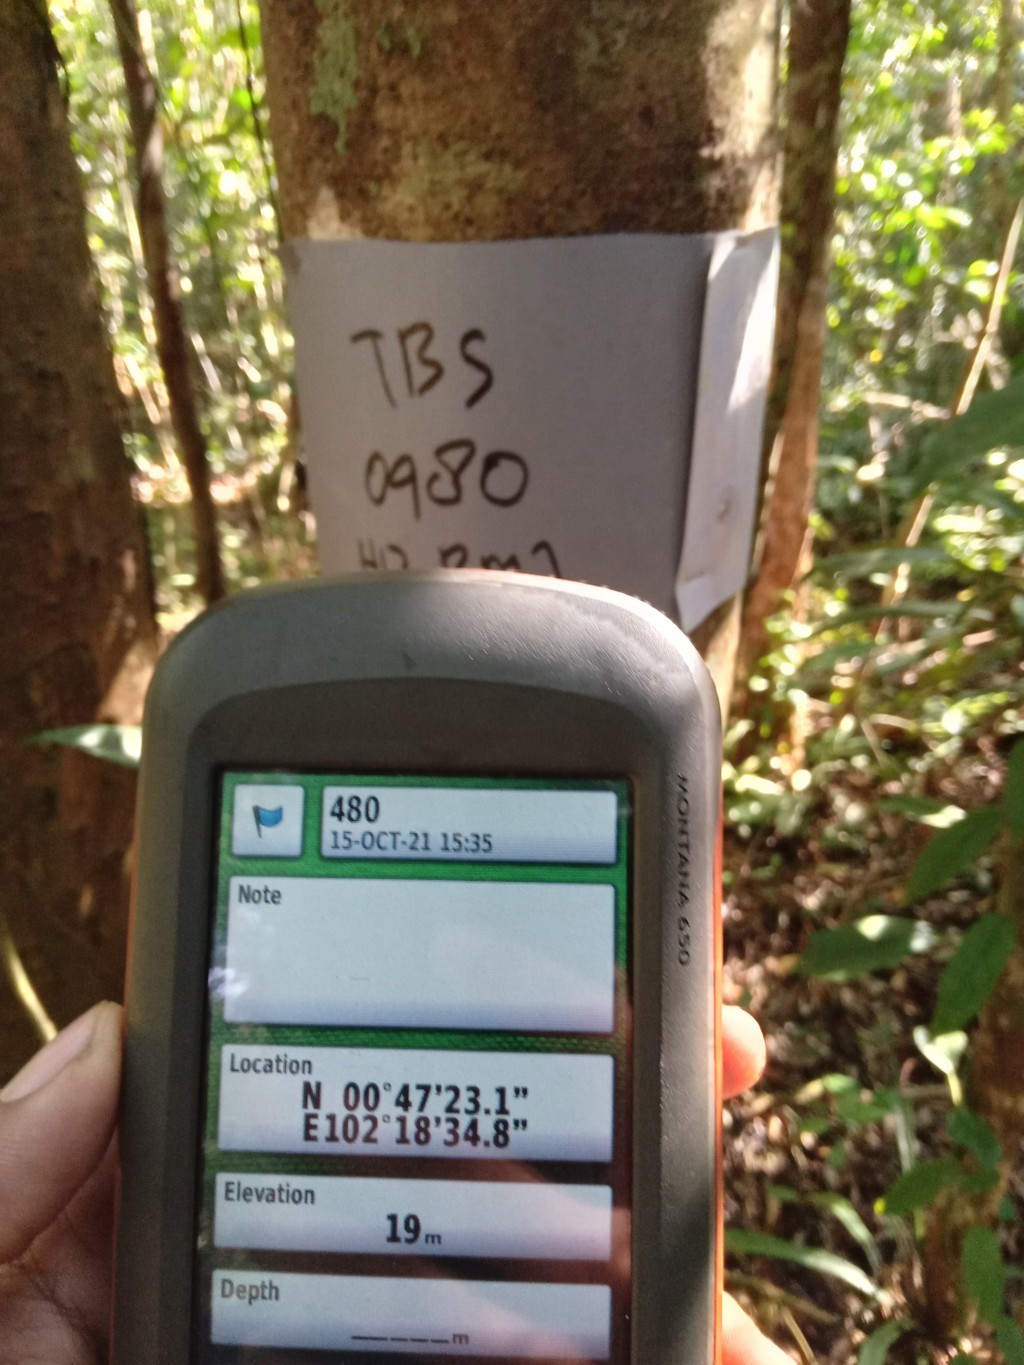 TBS
0980
MONTANA 650
480
15-OCT-21 15:35
Note
Location
N 00°47'23.1"
E102°18'34.8"
Elevation
19m
Depth
_____m